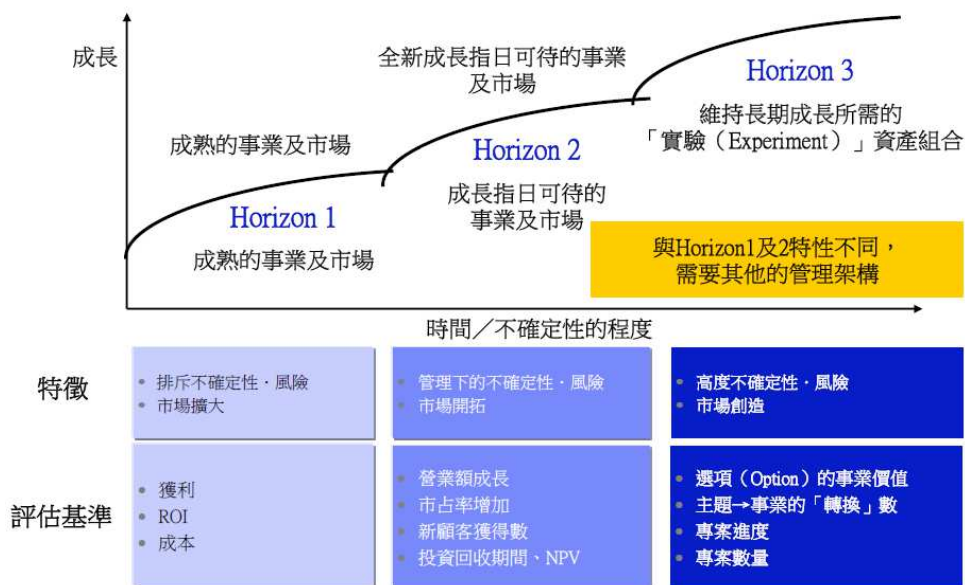 成長
全新成長指日可待的事業
及市場
Horizon 3
維持長期成長所需的
「實驗（Experiment）」資產組合
成熟的事業及市場
Horizon 2
成長指日可待的
事業及市場
Horizon 1
成熟的事業及市場
與Horizon1及2特性不同，
需要其他的管理架構
時間／不確定性的程度
特徵
• 排斥不確定性·風險
• 市場擴大
• 管理下的不確定性·風險
• 市場開拓
• 高度不確定性·風險
• 市場創造
評估基準
• 獲利
• ROI
• 成本
• 營業額成長
• 市占率增加
• 新顧客獲得數
• 投資回收期間、NPV
• 選項（Option）的事業價值
• 主題→事業的「轉換」數
• 專案進度
• 專案數量